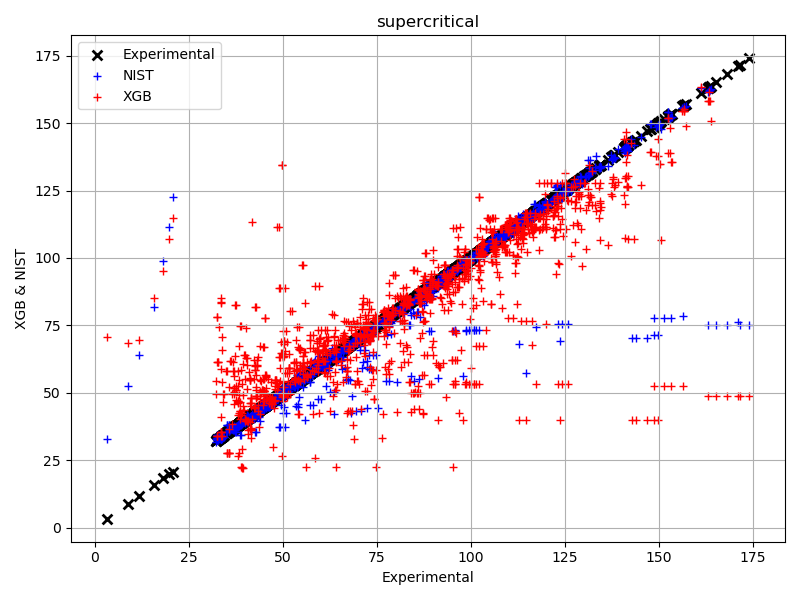 supercritical
Experimental
NIST
XGB
XGB & NIST
175
150
125
100
75
50
25
0
0 25 50 75 100 125 150 175
Experimental